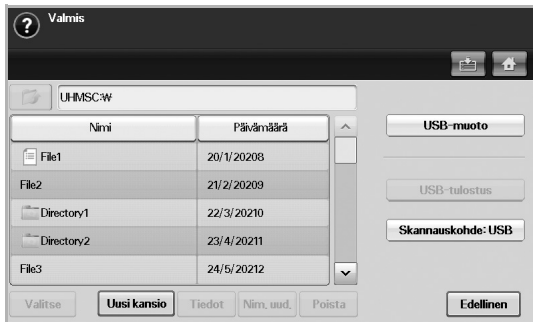 Valmis
UHMSC:₩
Nimi Päivämäärä
File1 20/1/20208
File2 21/2/20209
Directory1 22/3/20210
Directory2 23/4/20211
File3 24/5/20212
USB-muoto
USB-tulostus
Skannauskohde: USB
Valitse Uusi kansio Tiedot Nim, uud, Poista Edellinen